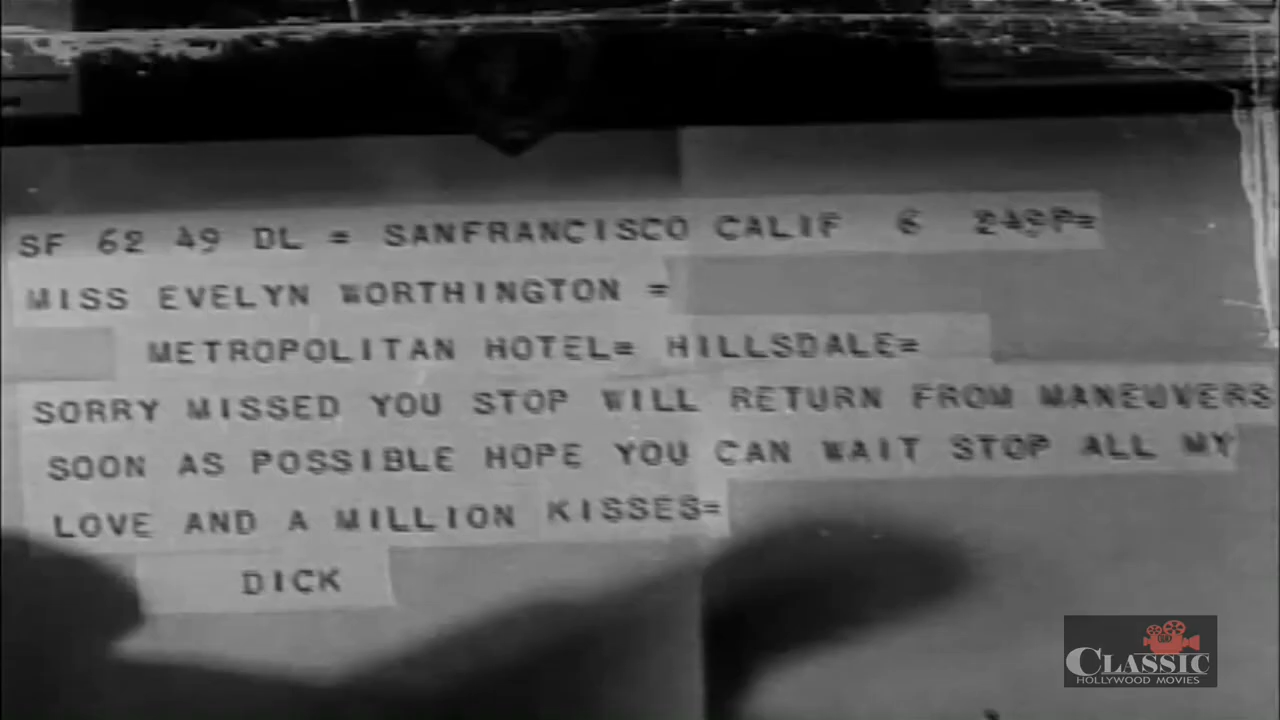 SF 62 49 DL = SANFRANCISCO CALIF 6 249P=
MISS EVELYN WORTHINGTON =
METROPOLITAN HOTEL= HILLSDALE=
SORRY MISSED YOU STOP WILL RETURN FROM MANEUVERS
SOON AS POSSIBLE HOPE YOU CAN WAIT STOP ALL MY
LOVE AND A MILLION KISSES=
DICK
CLASSIC
HOLLYWOOD MOVIES